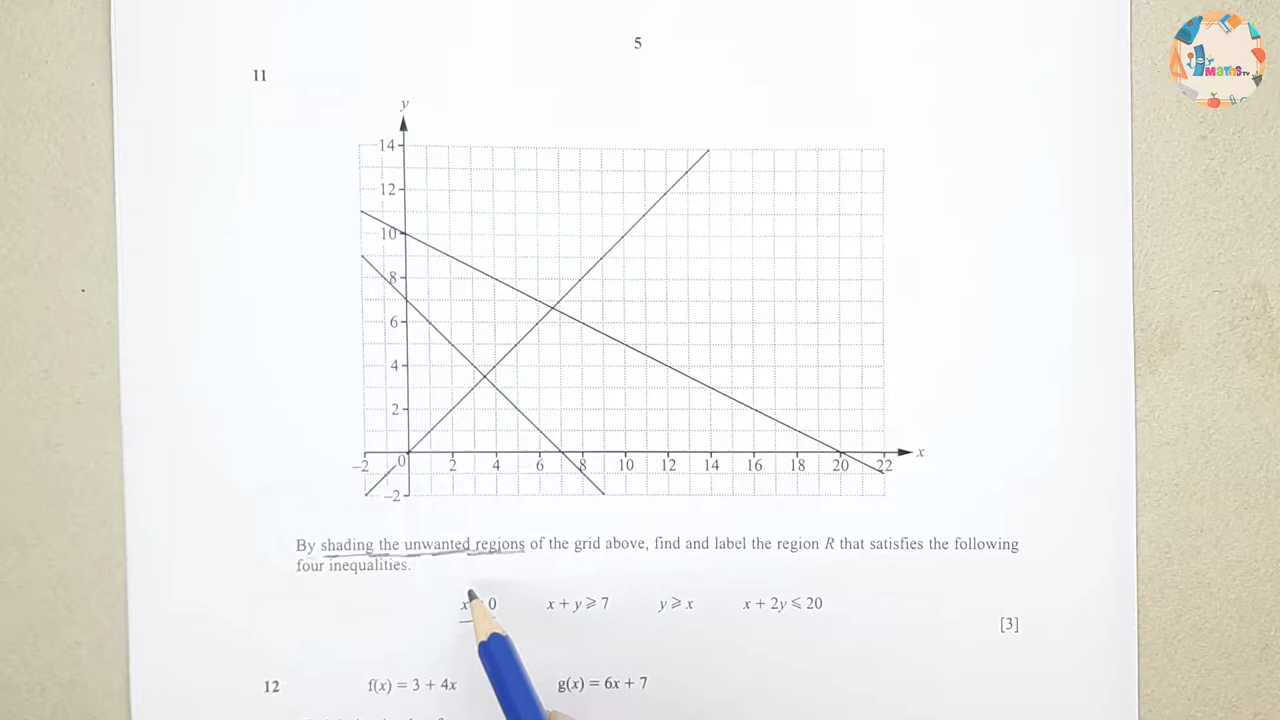 5
11
y
14
12
10
8
6
4
2
-2 0 2 4 6 8 10 12 14 16 18 20 22 x
-2
By shading the unwanted regions of the grid above, find and label the region R that satisfies the following
four inequalities.
x 0 x + y ⩾ 7 y ⩾ x x + 2y ⩽ 20
[3]
12 f(x) = 3 + 4x g(x) = 6x + 7
MATHS TV